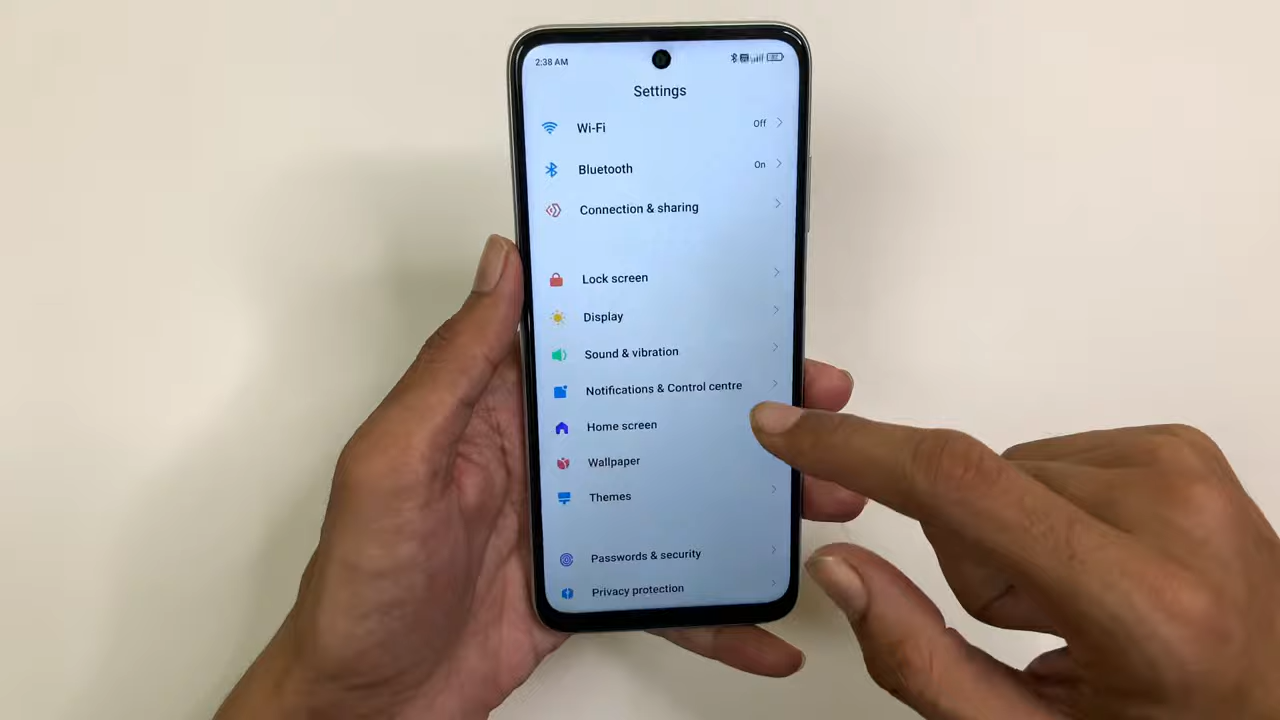 2:38 AM
Settings
Wi-Fi Off
Bluetooth On
Connection & sharing
Lock screen
Display
Sound & vibration
Notifications & Control centre
Home screen
Wallpaper
Themes
Passwords & security
Privacy protection